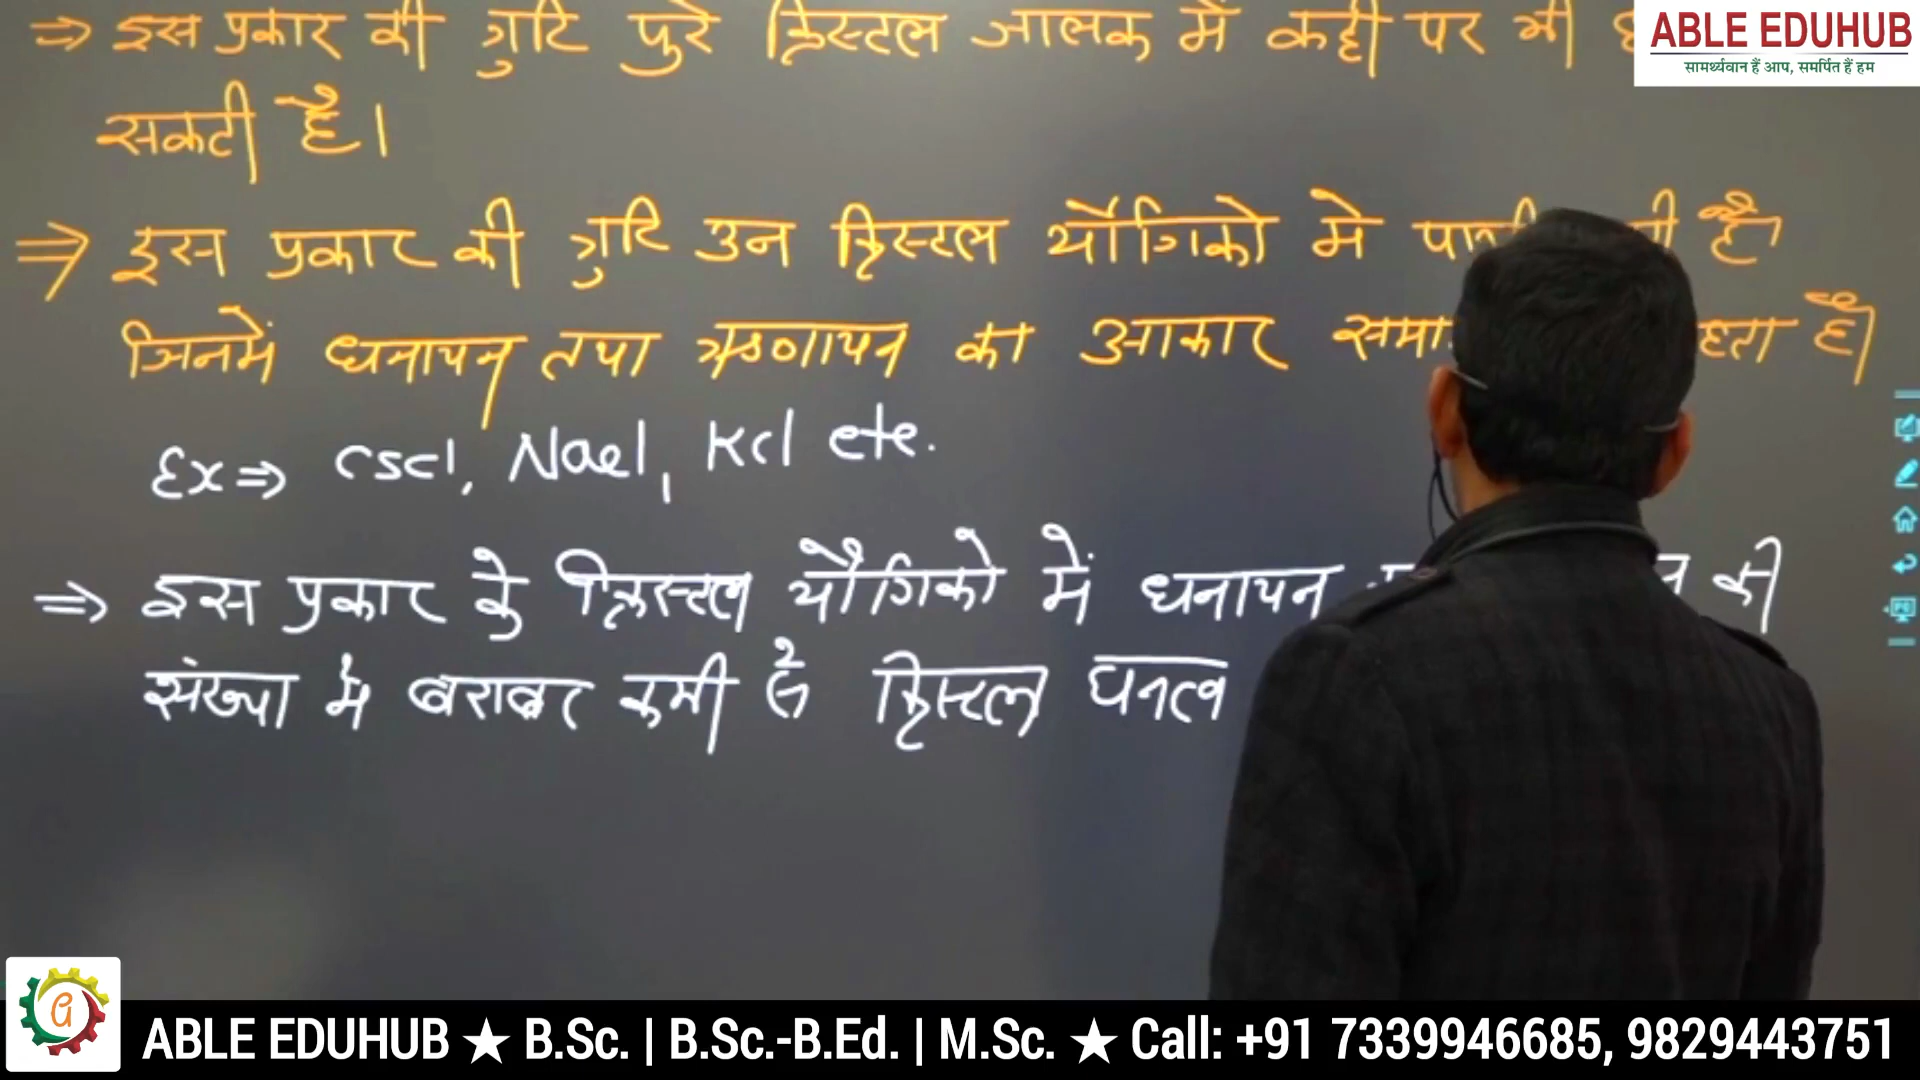 ⇒ इस प्रकार की त्रुटि पुरे क्रिस्टल जालक में कही पर भी
सकती है।
⇒ इस प्रकार की त्रुटि उन क्रिस्टल यौगिको मे है।
जिनमें धनायन तथा ऋणायन का आकार है।
Ex ⇒ CsCl, NaCl, KCl etc.
⇒ इस प्रकार के क्रिस्टल यौगिको में धनायन की
संख्या में बराबर कमी से क्रिस्टल घनत्व
ABLE EDUHUB
सामर्थ्यवान हैं आप, समर्पित हैं हम
ABLE EDUHUB ★ B.Sc. | B.Sc.-B.Ed. | M.Sc. ★ Call: +91 7339946685, 9829443751